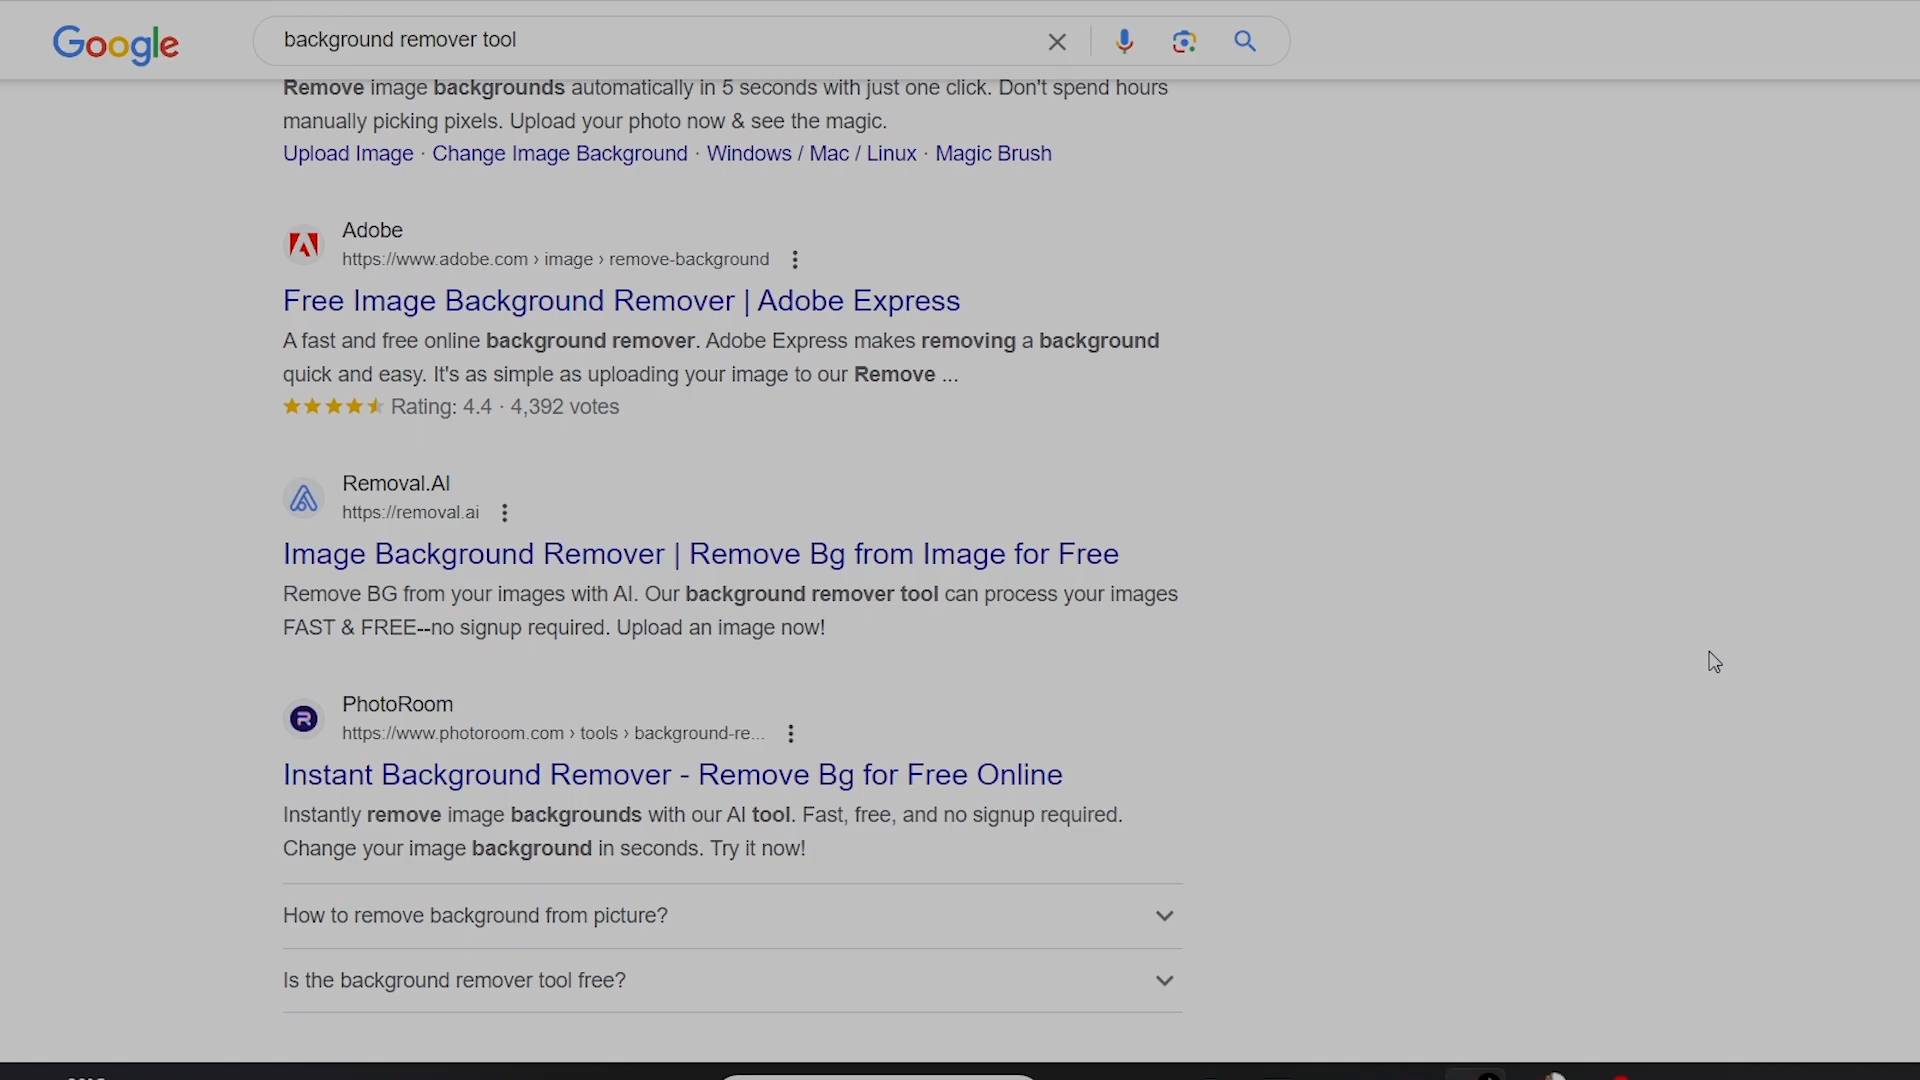 Google
background remover tool
Remove image backgrounds automatically in 5 seconds with just one click. Don't spend hours
manually picking pixels. Upload your photo now & see the magic.
Upload Image · Change Image Background · Windows / Mac / Linux · Magic Brush
Adobe
https://www.adobe.com › image › remove-background
Free Image Background Remover | Adobe Express
A fast and free online background remover. Adobe Express makes removing a background
quick and easy. It's as simple as uploading your image to our Remove ...
Rating: 4.4 · 4,392 votes
Removal.AI
https://removal.ai
Image Background Remover | Remove Bg from Image for Free
Remove BG from your images with AI. Our background remover tool can process your images
FAST & FREE--no signup required. Upload an image now!
PhotoRoom
https://www.photoroom.com › tools › background-re...
Instant Background Remover - Remove Bg for Free Online
Instantly remove image backgrounds with our AI tool. Fast, free, and no signup required.
Change your image background in seconds. Try it now!
How to remove background from picture?
Is the background remover tool free?